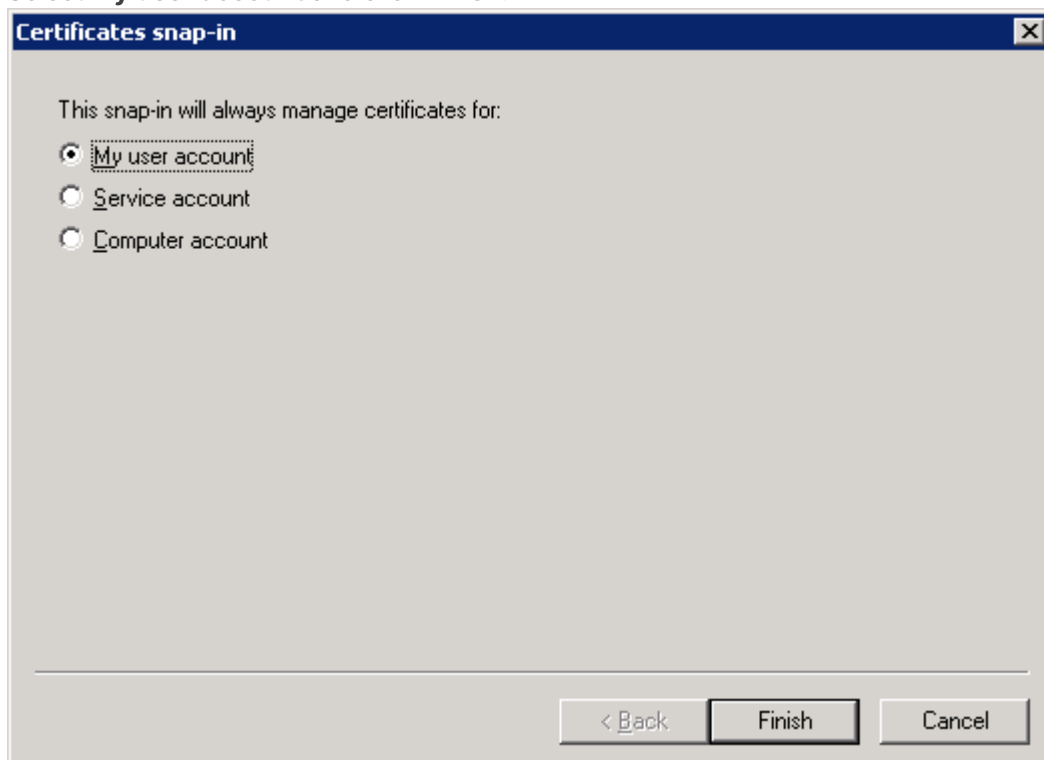 Certificates snap-in
This snap-in will always manage certificates for:
My user account
Service account
Computer account
< Back
Finish
Cancel